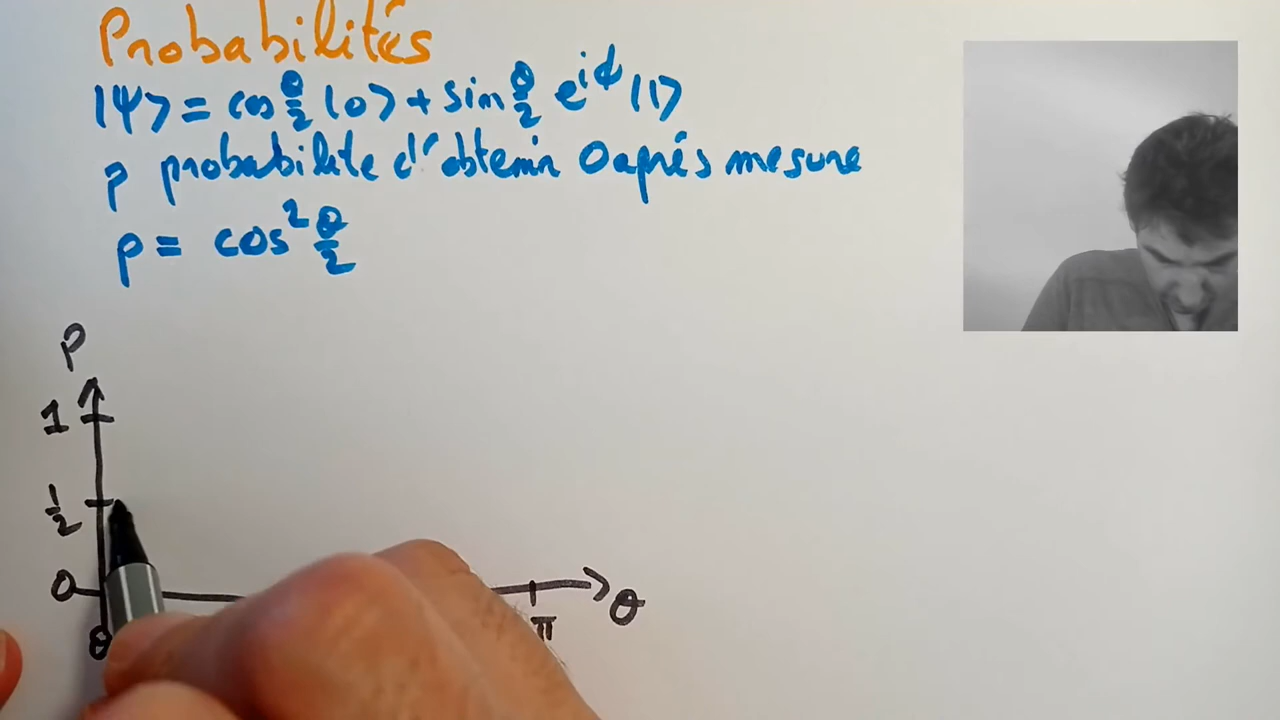 Probabilités
|ψ> = cos θ/2 |0> + sin θ/2 e^{iϕ} |1>
p probabilite d'obtenir 0 après mesure
p = cos² θ/2
p
1
1/2
0
θ
0
π